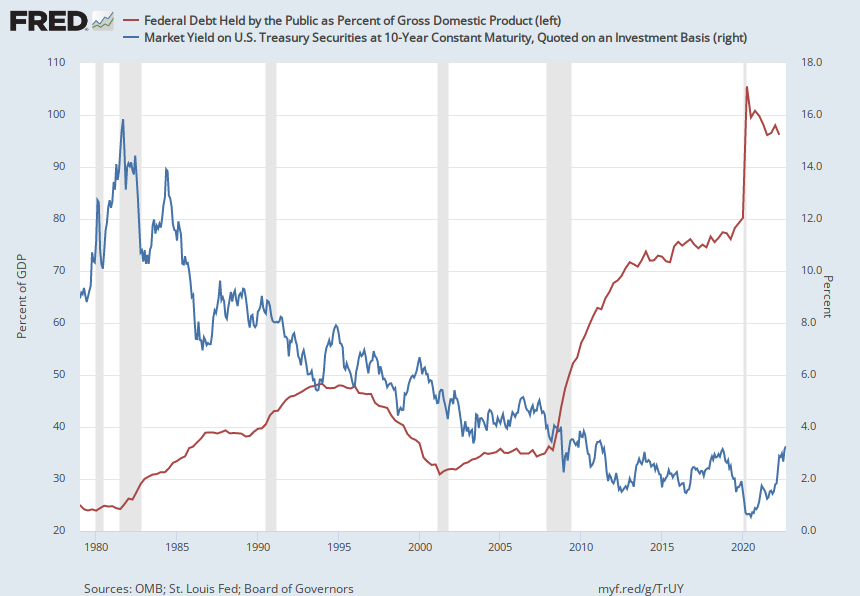 FRED
Federal Debt Held by the Public as Percent of Gross Domestic Product (left)
Market Yield on U.S. Treasury Securities at 10-Year Constant Maturity, Quoted on an Investment Basis (right)
110 18.0
100 16.0
90 14.0
80 12.0
70 10.0
60 8.0
50 6.0
40 4.0
30 2.0
20 0.0
Percent of GDP
Percent
1980 1985 1990 1995 2000 2005 2010 2015 2020
Sources: OMB; St. Louis Fed; Board of Governors
myf.red/g/TrUY